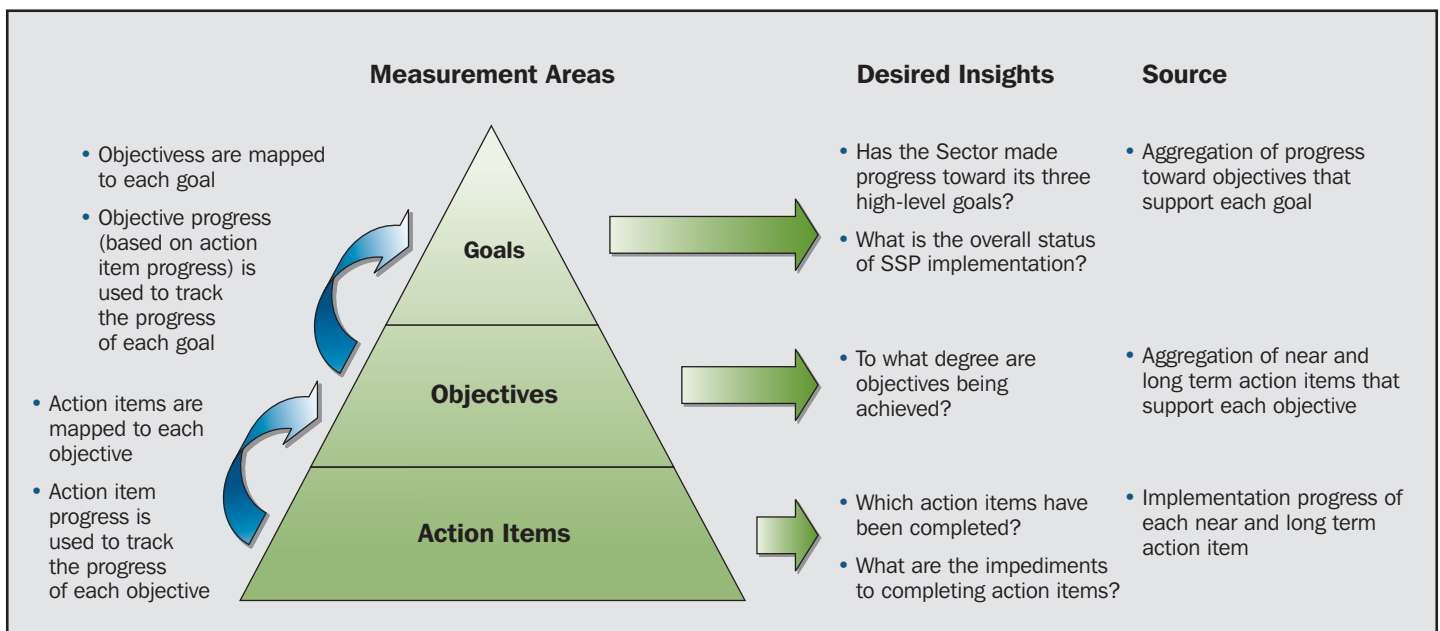 Measurement Areas
Desired Insights
Source
• Objectivess are mapped
to each goal
• Objective progress
(based on action
item progress) is
used to track
the progress
of each goal
• Action items are
mapped to each
objective
• Action item
progress is
used to track
the progress
of each objective
Goals
Objectives
Action Items
• Has the Sector made
progress toward its three
high-level goals?
• What is the overall status
of SSP implementation?
• Aggregation of progress
toward objectives that
support each goal
• To what degree are
objectives being
achieved?
• Aggregation of near and
long term action items that
support each objective
• Which action items have
been completed?
• What are the impediments
to completing action items?
• Implementation progress of
each near and long term
action item